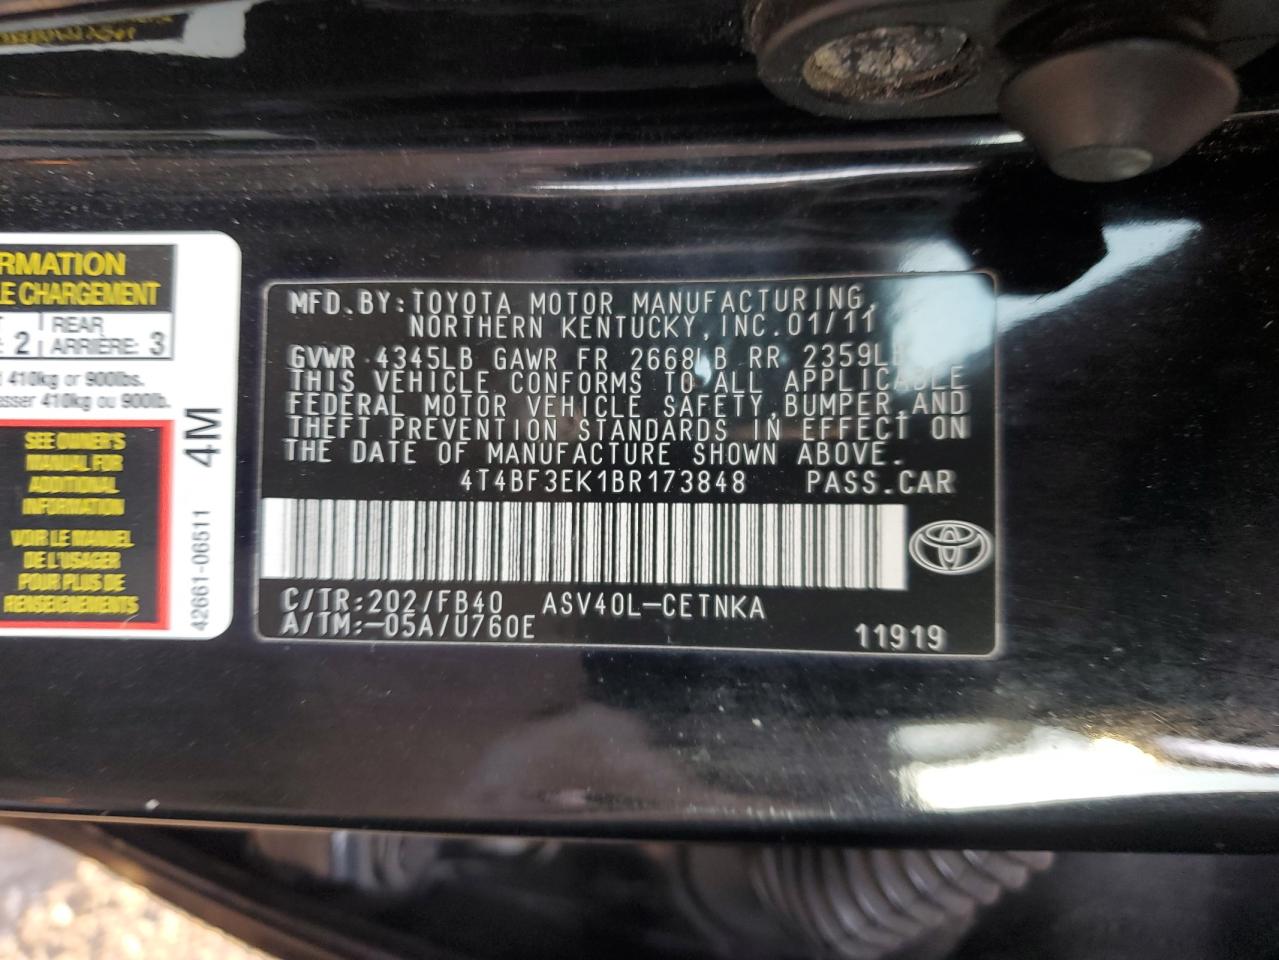 RMATION
LE CHARGEMENT
: 2 REAR
ARRIÈRE: 3
410kg or 900lbs.
esser 410kg ou 900lb.
SEE OWNER'S
MANUAL FOR
ADDITIONAL
INFORMATION
VOIR LE MANUEL
DE L'USAGER
POUR PLUS DE
RENSEIGNEMENTS
42661-06511 4M
MFD.BY:TOYOTA MOTOR MANUFACTURING,
NORTHERN KENTUCKY,INC.01/11
GVWR 4345LB GAWR FR 2668LB RR 2359LB
THIS VEHICLE CONFORMS TO ALL APPLICABLE
FEDERAL MOTOR VEHICLE SAFETY,BUMPER,AND
THEFT PREVENTION STANDARDS IN EFFECT ON
THE DATE OF MANUFACTURE SHOWN ABOVE.
4T4BF3EK1BR173848 PASS.CAR
C/TR:202/FB40 ASV40L-CETNKA
A/TM:-05A/U760E
11919